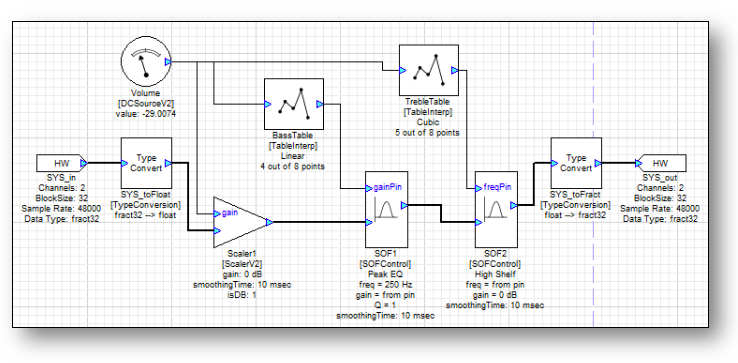 Volume
[DCSourceV2]
value: -29.0074
TrebleTable
[TableInterp]
Cubic
5 out of 8 points
BassTable
[TableInterp]
Linear
4 out of 8 points
HW
SYS_in
Channels: 2
BlockSize: 32
Sample Rate: 48000
Data Type: fract32
Type
Convert
SYS_toFloat
[TypeConversion]
fract32 --> float
gain
Scaler1
[ScalerV2]
gain: 0 dB
smoothingTime: 10 msec
isDB: 1
gainPin
SOF1
[SOFControl]
Peak EQ
freq = 250 Hz
gain = from pin
Q = 1
smoothingTime: 10 msec
freqPin
SOF2
[SOFControl]
High Shelf
freq = from pin
gain = 0 dB
smoothingTime: 10 msec
Type
Convert
SYS_toFract
[TypeConversion]
float --> fract32
HW
SYS_out
Channels: 2
BlockSize: 32
Sample Rate: 48000
Data Type: fract32